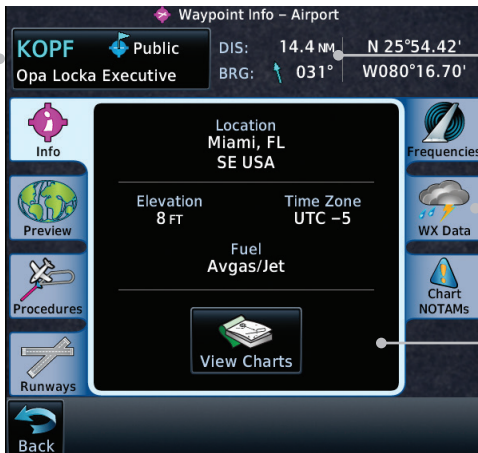 Waypoint Info – Airport
KOPF Public
Opa Locka Executive
DIS: 14.4 NM
BRG: 031°
N 25°54.42'
W080°16.70'
Info
Preview
Procedures
Runways
Location
Miami, FL
SE USA
Elevation
8 FT
Time Zone
UTC –5
Fuel
Avgas/Jet
View Charts
Frequencies
WX Data
Chart
NOTAMs
Back